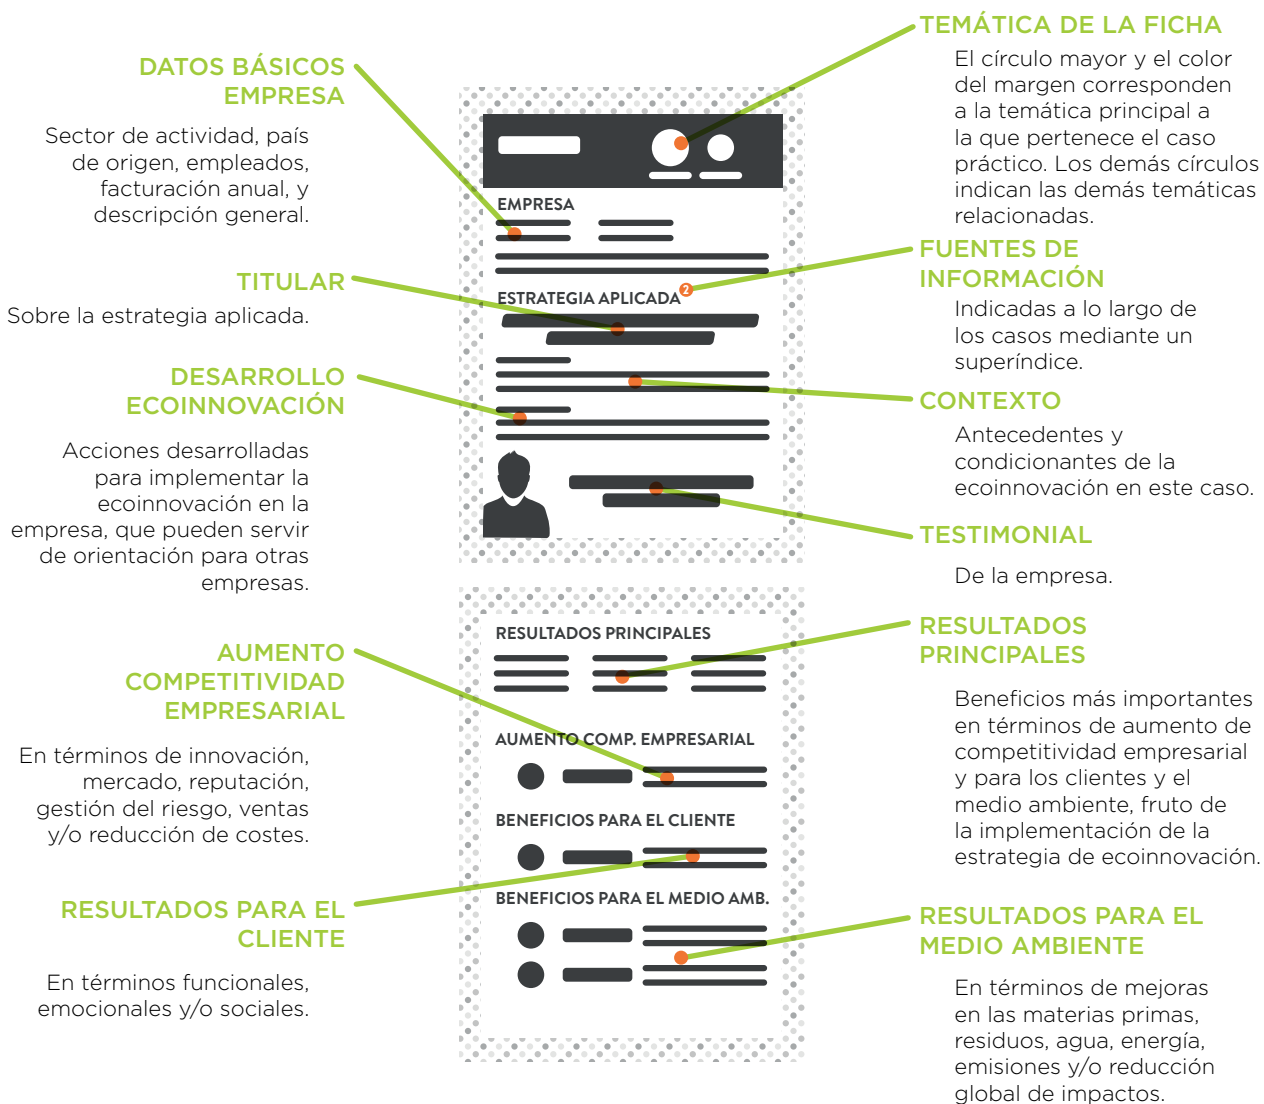 DATOS BÁSICOS
EMPRESA
Sector de actividad, país
de origen, empleados,
facturación anual, y
descripción general.
TITULAR
Sobre la estrategia aplicada.
DESARROLLO
ECOINNOVACIÓN
Acciones desarrolladas
para implementar la
ecoinnovación en la
empresa, que pueden servir
de orientación para otras
empresas.
AUMENTO
COMPETITIVIDAD
EMPRESARIAL
En términos de innovación,
mercado, reputación,
gestión del riesgo, ventas
y/o reducción de costes.
RESULTADOS PARA EL
CLIENTE
En términos funcionales,
emocionales y/o sociales.
EMPRESA
ESTRATEGIA APLICADA 2
RESULTADOS PRINCIPALES
AUMENTO COMP. EMPRESARIAL
BENEFICIOS PARA EL CLIENTE
BENEFICIOS PARA EL MEDIO AMB.
TEMÁTICA DE LA FICHA
El círculo mayor y el color
del margen corresponden
a la temática principal a
la que pertenece el caso
práctico. Los demás círculos
indican las demás temáticas
relacionadas.
FUENTES DE
INFORMACIÓN
Indicadas a lo largo de
los casos mediante un
superíndice.
CONTEXTO
Antecedentes y
condicionantes de la
ecoinnovación en este caso.
TESTIMONIAL
De la empresa.
RESULTADOS
PRINCIPALES
Beneficios más importantes
en términos de aumento de
competitividad empresarial
y para los clientes y el
medio ambiente, fruto de
la implementación de la
estrategia de ecoinnovación.
RESULTADOS PARA EL
MEDIO AMBIENTE
En términos de mejoras
en las materias primas,
residuos, agua, energía,
emisiones y/o reducción
global de impactos.